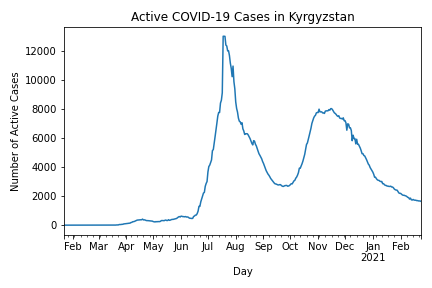 Active COVID-19 Cases in Kyrgyzstan
Number of Active Cases
12000
10000
8000
6000
4000
2000
0
Feb Mar Apr May Jun Jul Aug Sep Oct Nov Dec Jan Feb
2021
Day